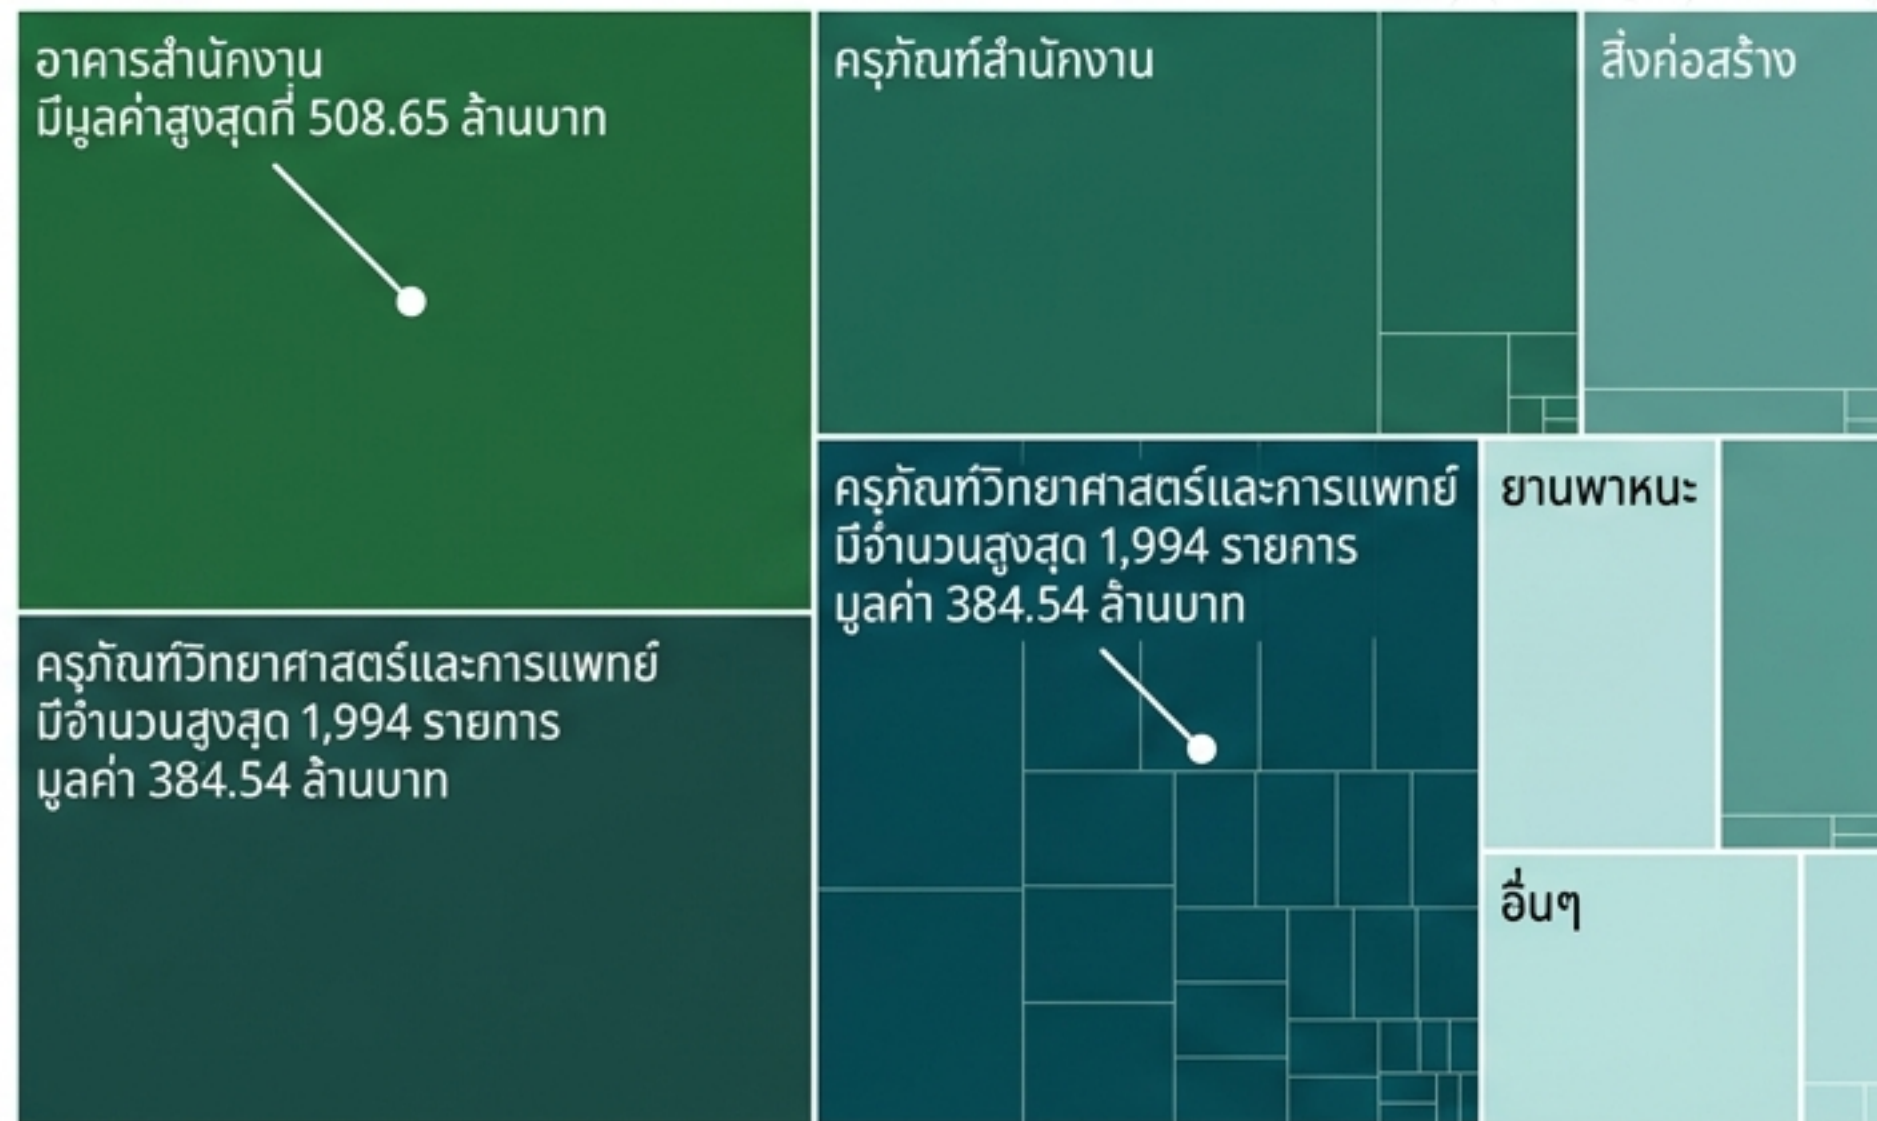 อาคารสำนักงาน
มีมูลค่าสูงสุดที่ 508.65 ล้านบาท
ครุภัณฑ์สำนักงาน
สิ่งก่อสร้าง
ครุภัณฑ์วิทยาศาสตร์และการแพทย์
มีจำนวนสูงสุด 1,994 รายการ
มูลค่า 384.54 ล้านบาท
ยานพาหนะ
ครุภัณฑ์วิทยาศาสตร์และการแพทย์
มีจำนวนสูงสุด 1,994 รายการ
มูลค่า 384.54 ล้านบาท
อื่นๆ